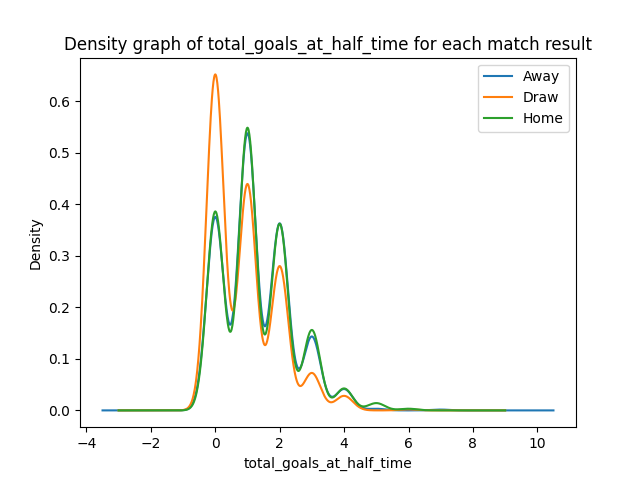 Density graph of total_goals_at_half_time for each match result
Away
Draw
Home
0.6
0.5
0.4
0.3
0.2
0.1
0.0
Density
−4 −2 0 2 4 6 8 10
total_goals_at_half_time